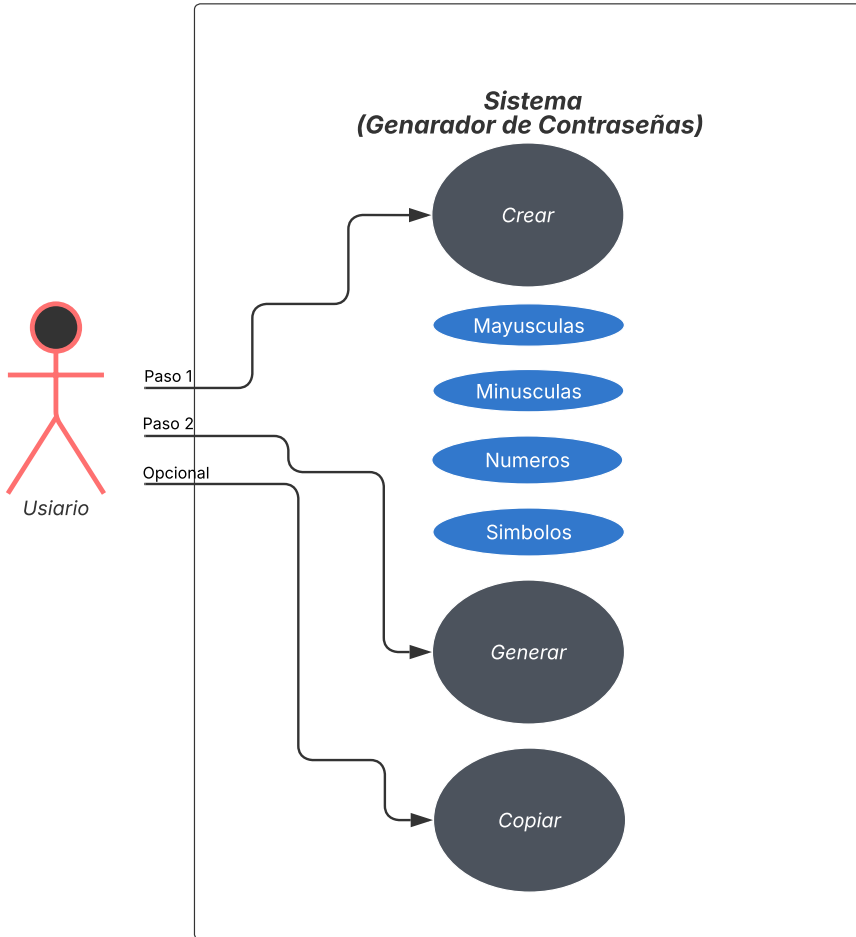 Sistema
(Genarador de Contraseñas)
Crear
Mayusculas
Paso 1
Minusculas
Paso 2
Numeros
Opcional
Usiario
Simbolos
Generar
Copiar